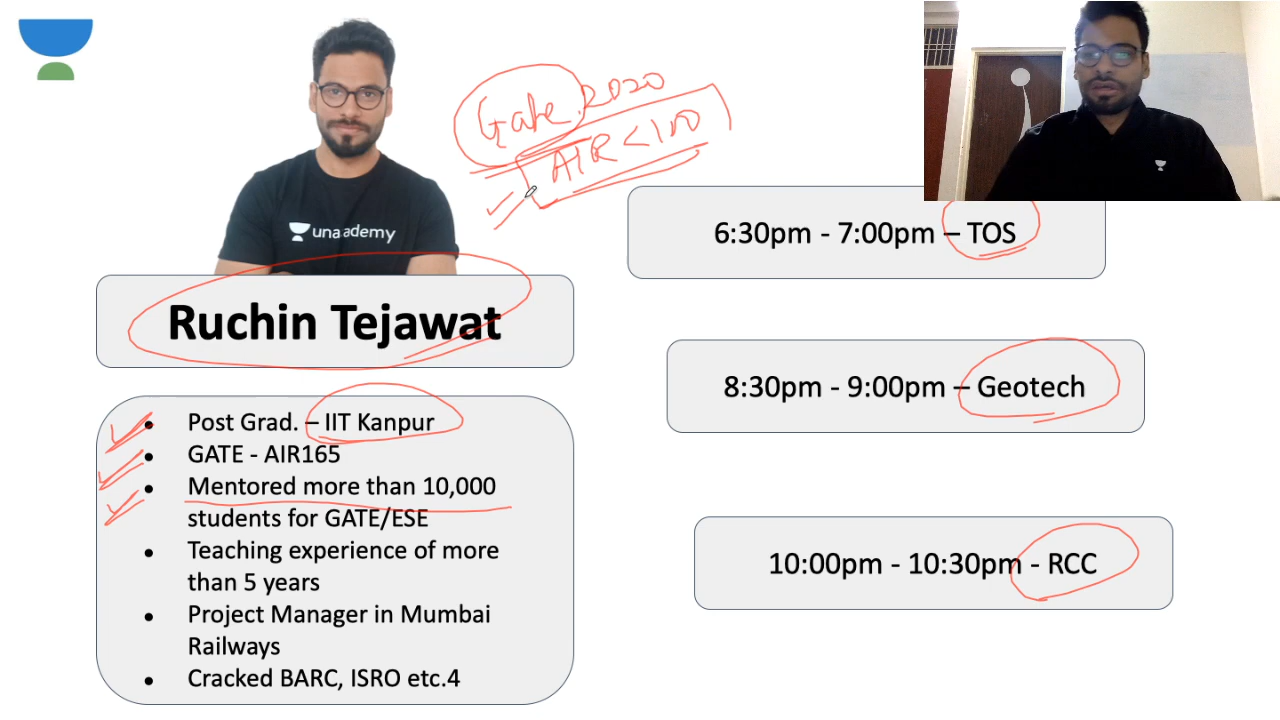 Gate 2020
AIR < 100
unacademy
Ruchin Tejawat
• Post Grad. – IIT Kanpur
• GATE - AIR165
• Mentored more than 10,000
students for GATE/ESE
• Teaching experience of more
than 5 years
• Project Manager in Mumbai
Railways
• Cracked BARC, ISRO etc.4
6:30pm - 7:00pm – TOS
8:30pm - 9:00pm – Geotech
10:00pm - 10:30pm - RCC